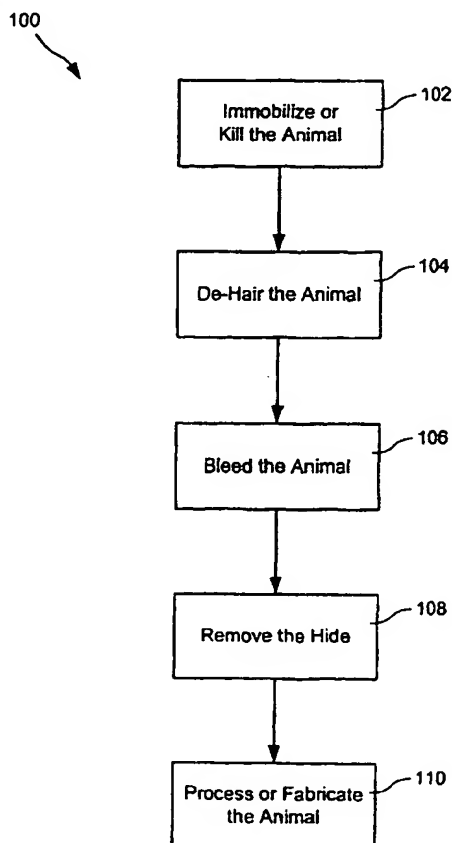 100
102
Immobilize or
Kill the Animal
104
De-Hair the Animal
106
Bleed the Animal
108
Remove the Hide
110
Process or Fabricate
the Animal